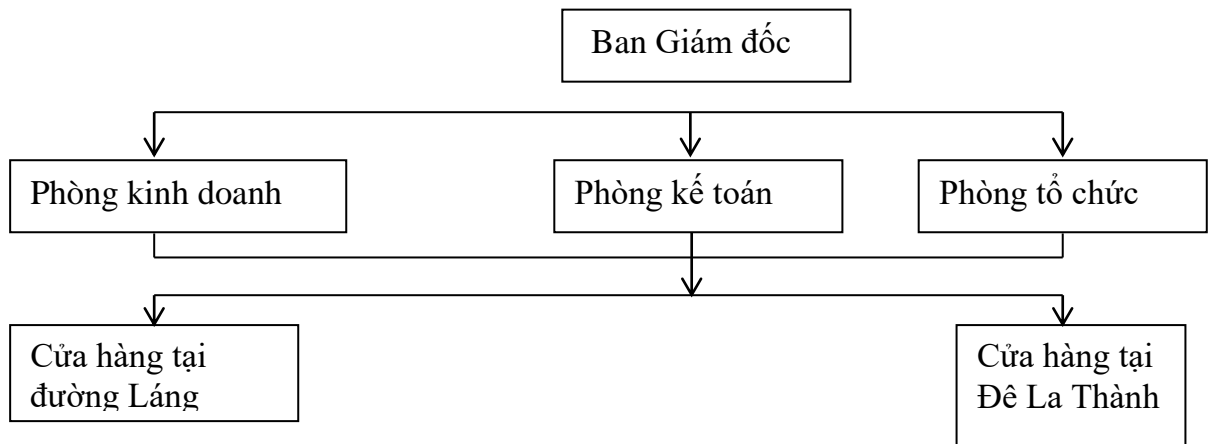 Ban Giám đốc
Phòng kinh doanh
Phòng kế toán
Phòng tổ chức
Cửa hàng tại
đường Láng
Cửa hàng tại
Đê La Thành